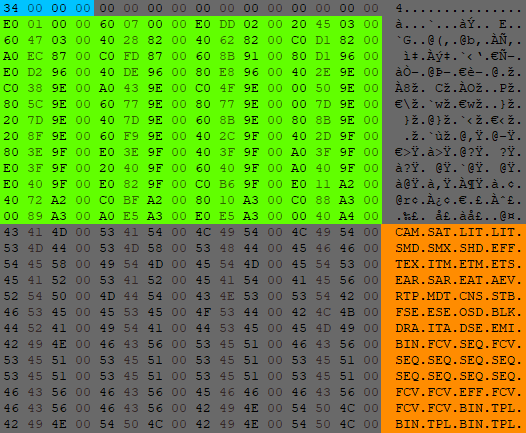 34 00 00 00 00 00 00 00 00 00 00 00 00 00 00 00 4...............
E0 01 00 00 60 07 00 00 E0 DD 02 00 20 45 03 00 à...`...àÝ.. E..
60 47 03 00 40 28 82 00 40 62 82 00 C0 D1 82 00 `G..@(‚.@b‚.ÀÑ‚.
A0 EC 87 00 C0 FD 87 00 60 8B 91 00 80 D1 96 00 ì‡.Àý‡.`‹‘.€Ñ–.
E0 D2 96 00 40 DE 96 00 80 E8 96 00 40 2E 9E 00 àÒ–.@Þ–.€è–.@.ž.
C0 38 9E 00 A0 43 9E 00 C0 4F 9E 00 00 50 9E 00 À8ž. Cž.ÀOž..Pž.
80 5C 9E 00 60 77 9E 00 80 77 9E 00 00 7D 9E 00 €\ž.`wž.€wž..}ž.
20 7D 9E 00 40 7D 9E 00 60 8B 9E 00 80 8B 9E 00 }ž.@}ž.`‹ž.€‹ž.
20 8F 9E 00 60 F9 9E 00 40 2C 9F 00 40 2D 9F 00 .ž.`ùž.@,Ÿ.@-Ÿ.
80 3E 9F 00 E0 3E 9F 00 40 3F 9F 00 A0 3F 9F 00 €>Ÿ.à>Ÿ.@?Ÿ. ?Ÿ.
E0 3F 9F 00 20 40 9F 00 60 40 9F 00 A0 40 9F 00 à?Ÿ. @Ÿ.`@Ÿ. @Ÿ.
E0 40 9F 00 E0 82 9F 00 C0 B6 9F 00 E0 11 A2 00 à@Ÿ.à‚Ÿ.À¶Ÿ.à.¢.
40 72 A2 00 C0 BF A2 00 80 10 A3 00 C0 88 A3 00 @r¢.À¿¢.€.£.Àˆ£.
00 89 A3 00 A0 E5 A3 00 E0 E5 A3 00 00 00 A4 00 .‰£. å£.àå£...¤.
43 41 4D 00 53 41 54 00 4C 49 54 00 4C 49 54 00 CAM.SAT.LIT.LIT.
53 4D 44 00 53 4D 58 00 53 48 44 00 45 46 46 00 SMD.SMX.SHD.EFF.
54 45 58 00 49 54 4D 00 45 54 4D 00 45 54 53 00 TEX.ITM.ETM.ETS.
45 41 52 00 53 41 52 00 45 41 54 00 41 45 56 00 EAR.SAR.EAT.AEV.
52 54 50 00 4D 44 54 00 43 4E 53 00 53 54 42 00 RTP.MDT.CNS.STB.
46 53 45 00 45 53 45 00 4F 53 44 00 42 4C 4B 00 FSE.ESE.OSD.BLK.
44 52 41 00 49 54 41 00 44 53 45 00 45 4D 49 00 DRA.ITA.DSE.EMI.
42 49 4E 00 46 43 56 00 53 45 51 00 46 43 56 00 BIN.FCV.SEQ.FCV.
53 45 51 00 53 45 51 00 53 45 51 00 53 45 51 00 SEQ.SEQ.SEQ.SEQ.
53 45 51 00 53 45 51 00 53 45 51 00 46 43 56 00 SEQ.SEQ.SEQ.FCV.
46 43 56 00 46 43 56 00 45 46 46 00 46 43 56 00 FCV.FCV.EFF.FCV.
46 43 56 00 46 43 56 00 42 49 4E 00 54 50 4C 00 FCV.FCV.BIN.TPL.
42 49 4E 00 54 50 4C 00 42 49 4E 00 54 50 4C 00 BIN.TPL.BIN.TPL.